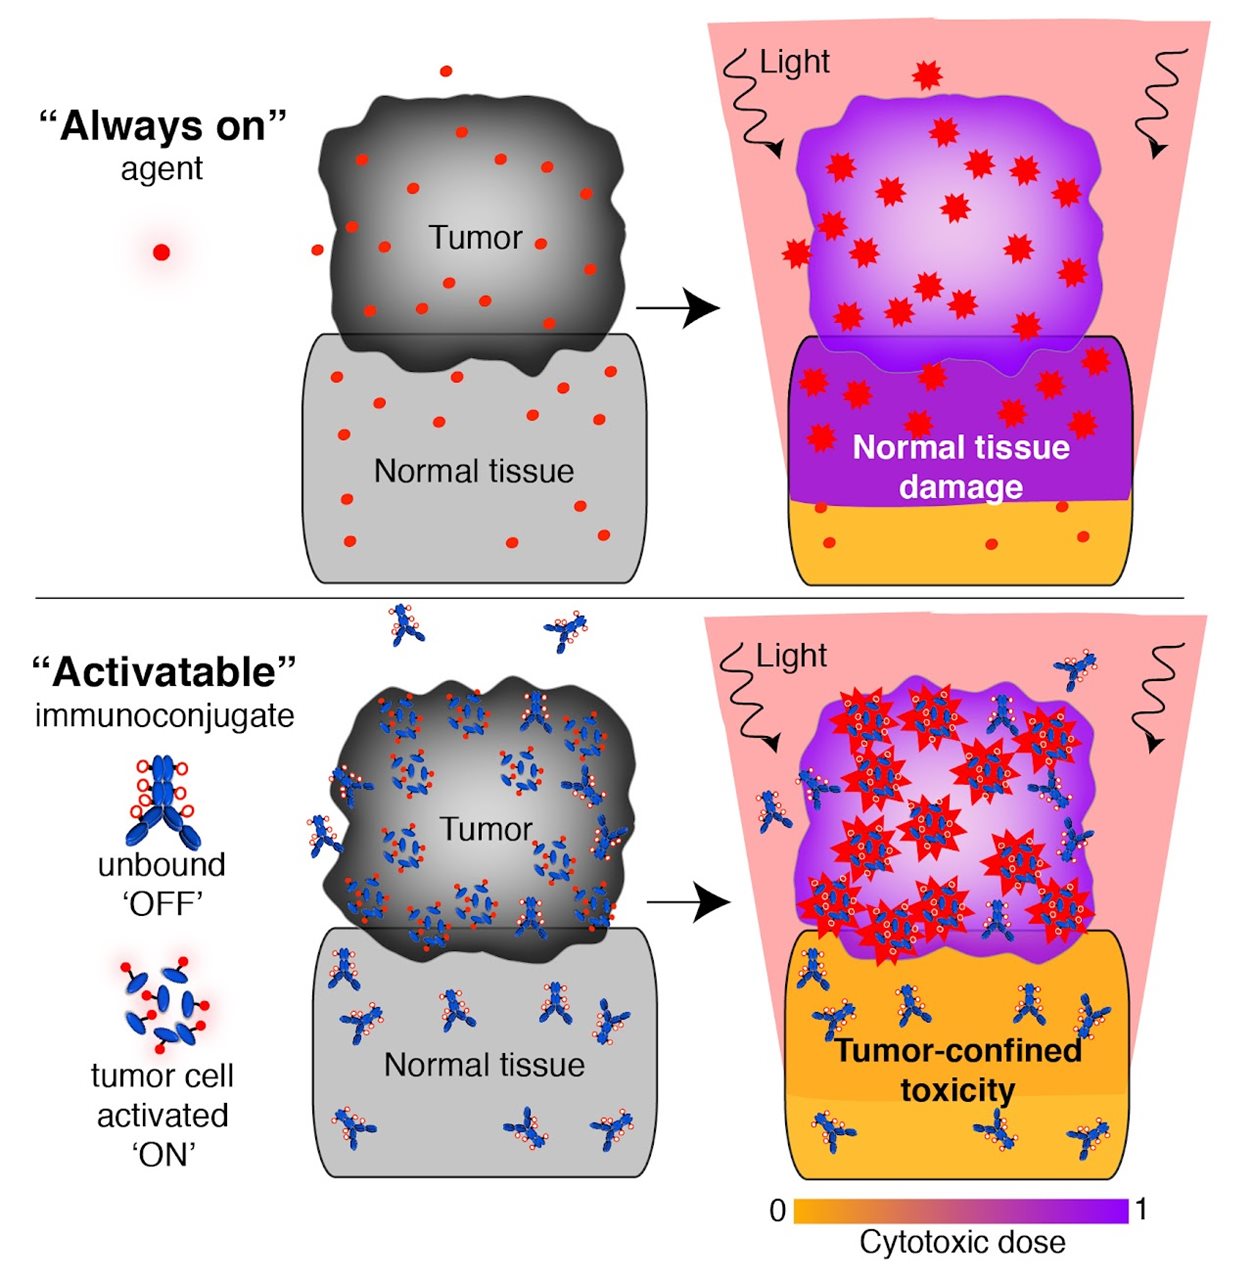 “Always on”
agent
Tumor
Normal tissue
Light
Normal tissue
damage
“Activatable”
immunoconjugate
unbound
‘OFF’
tumor cell
activated
‘ON’
Tumor
Normal tissue
Light
Tumor-confined
toxicity
0 1
Cytotoxic dose